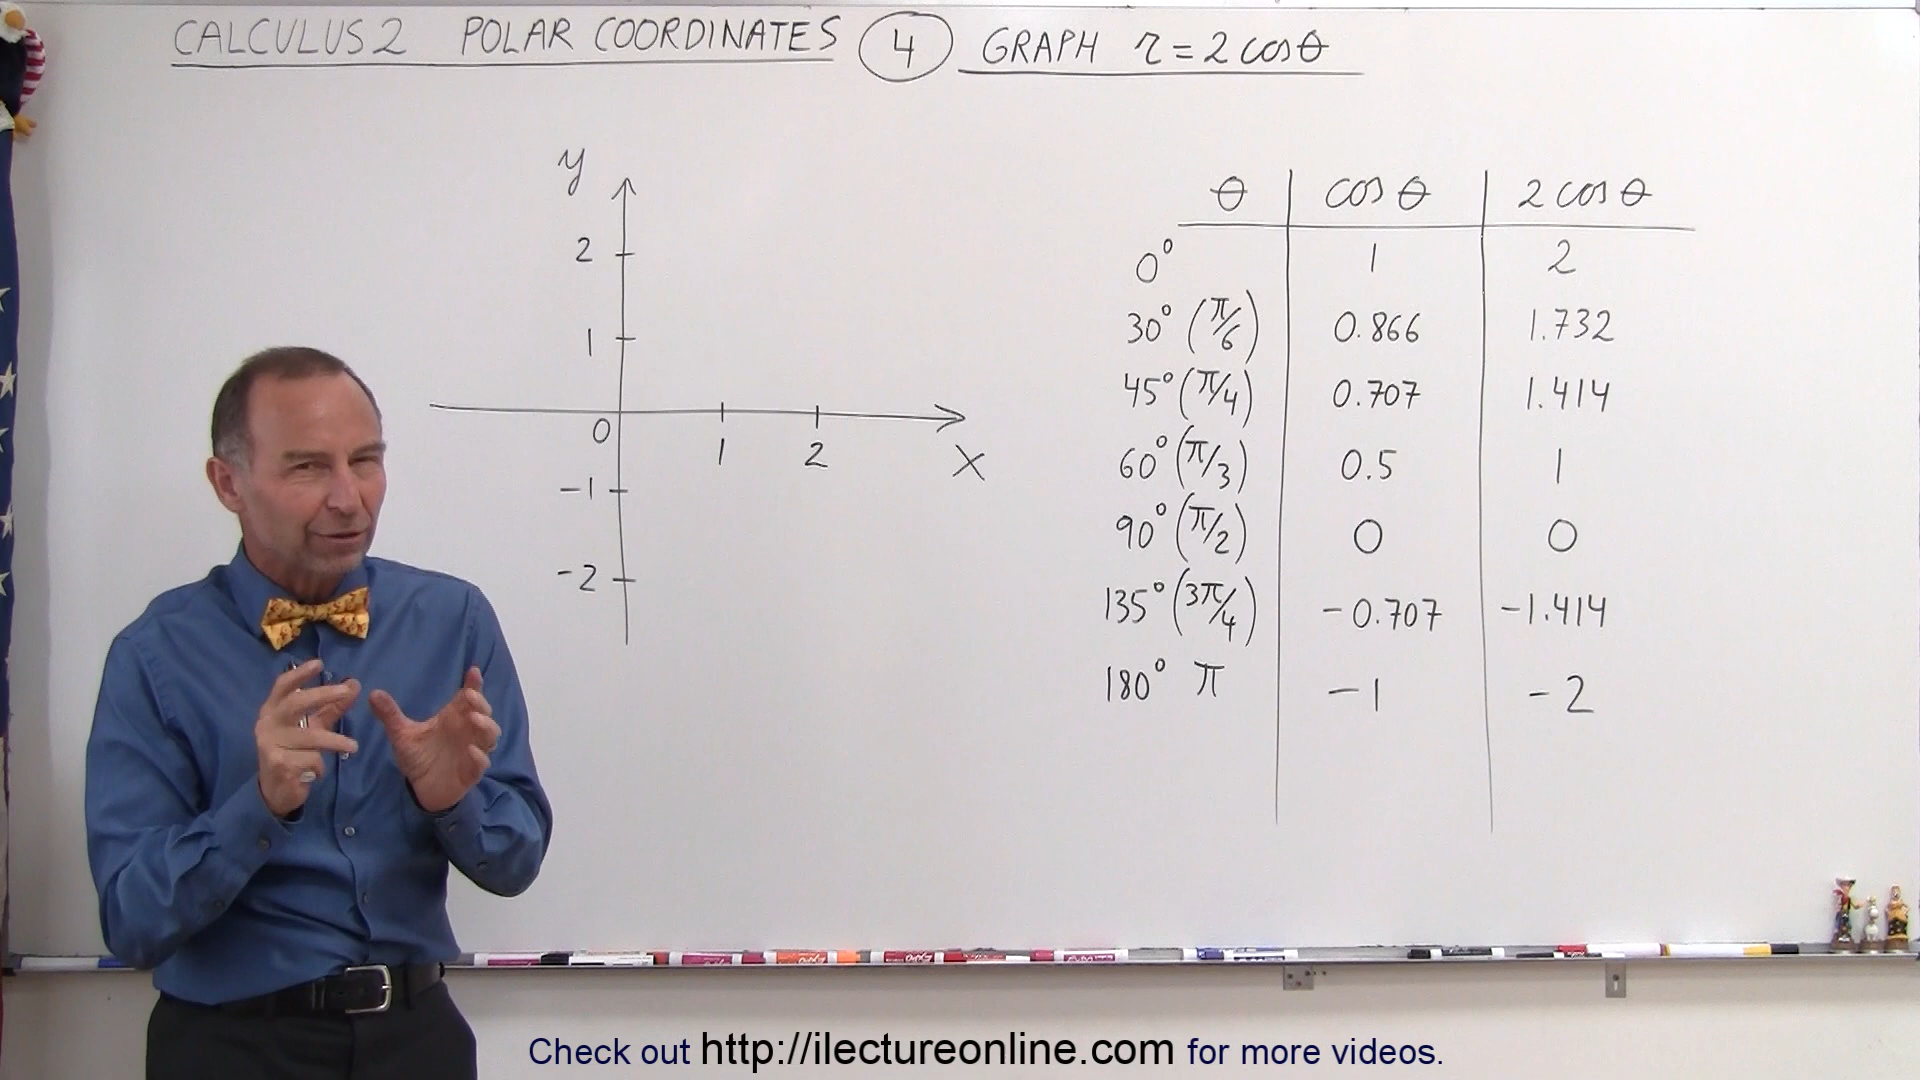 CALCULUS 2 POLAR COORDINATES 4 GRAPH r = 2 cos θ
y
2
1
0
1 2 x
-1
-2
θ cos θ 2 cos θ
0° 1 2
30° (π/6) 0.866 1.732
45° (π/4) 0.707 1.414
60° (π/3) 0.5 1
90° (π/2) 0 0
135° (3π/4) -0.707 -1.414
180° π -1 -2
Check out http://ilectureonline.com for more videos.